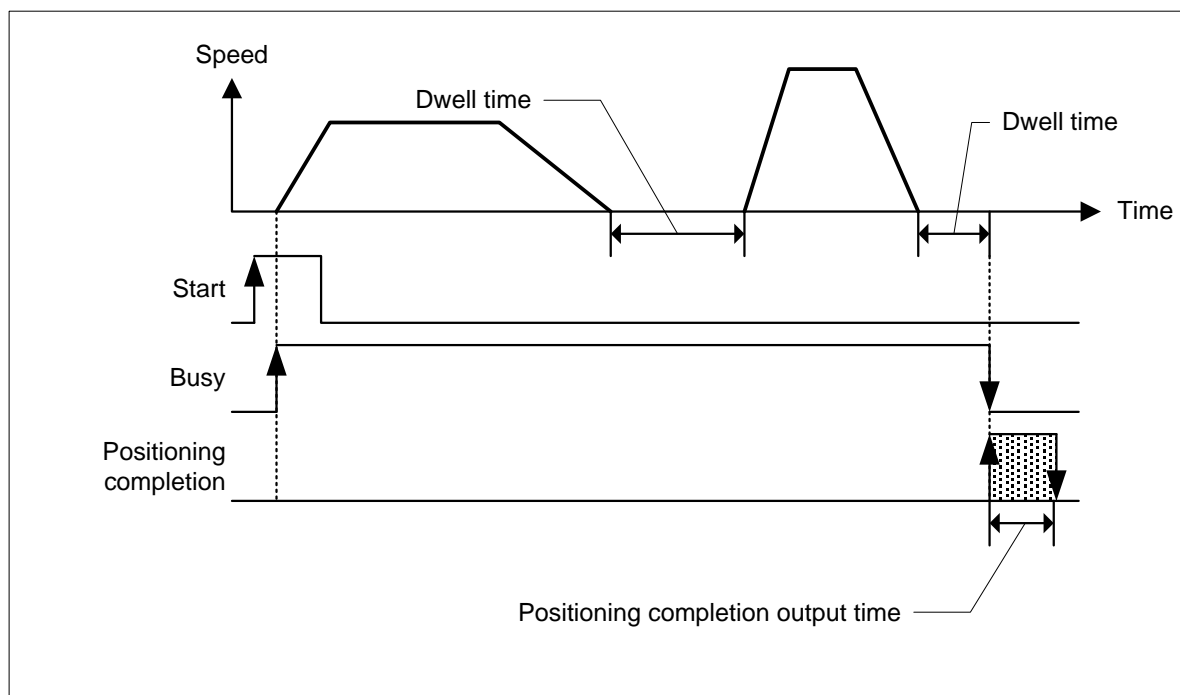 Speed
Dwell time
Dwell time
Time
Start
Busy
Positioning
completion
Positioning completion output time